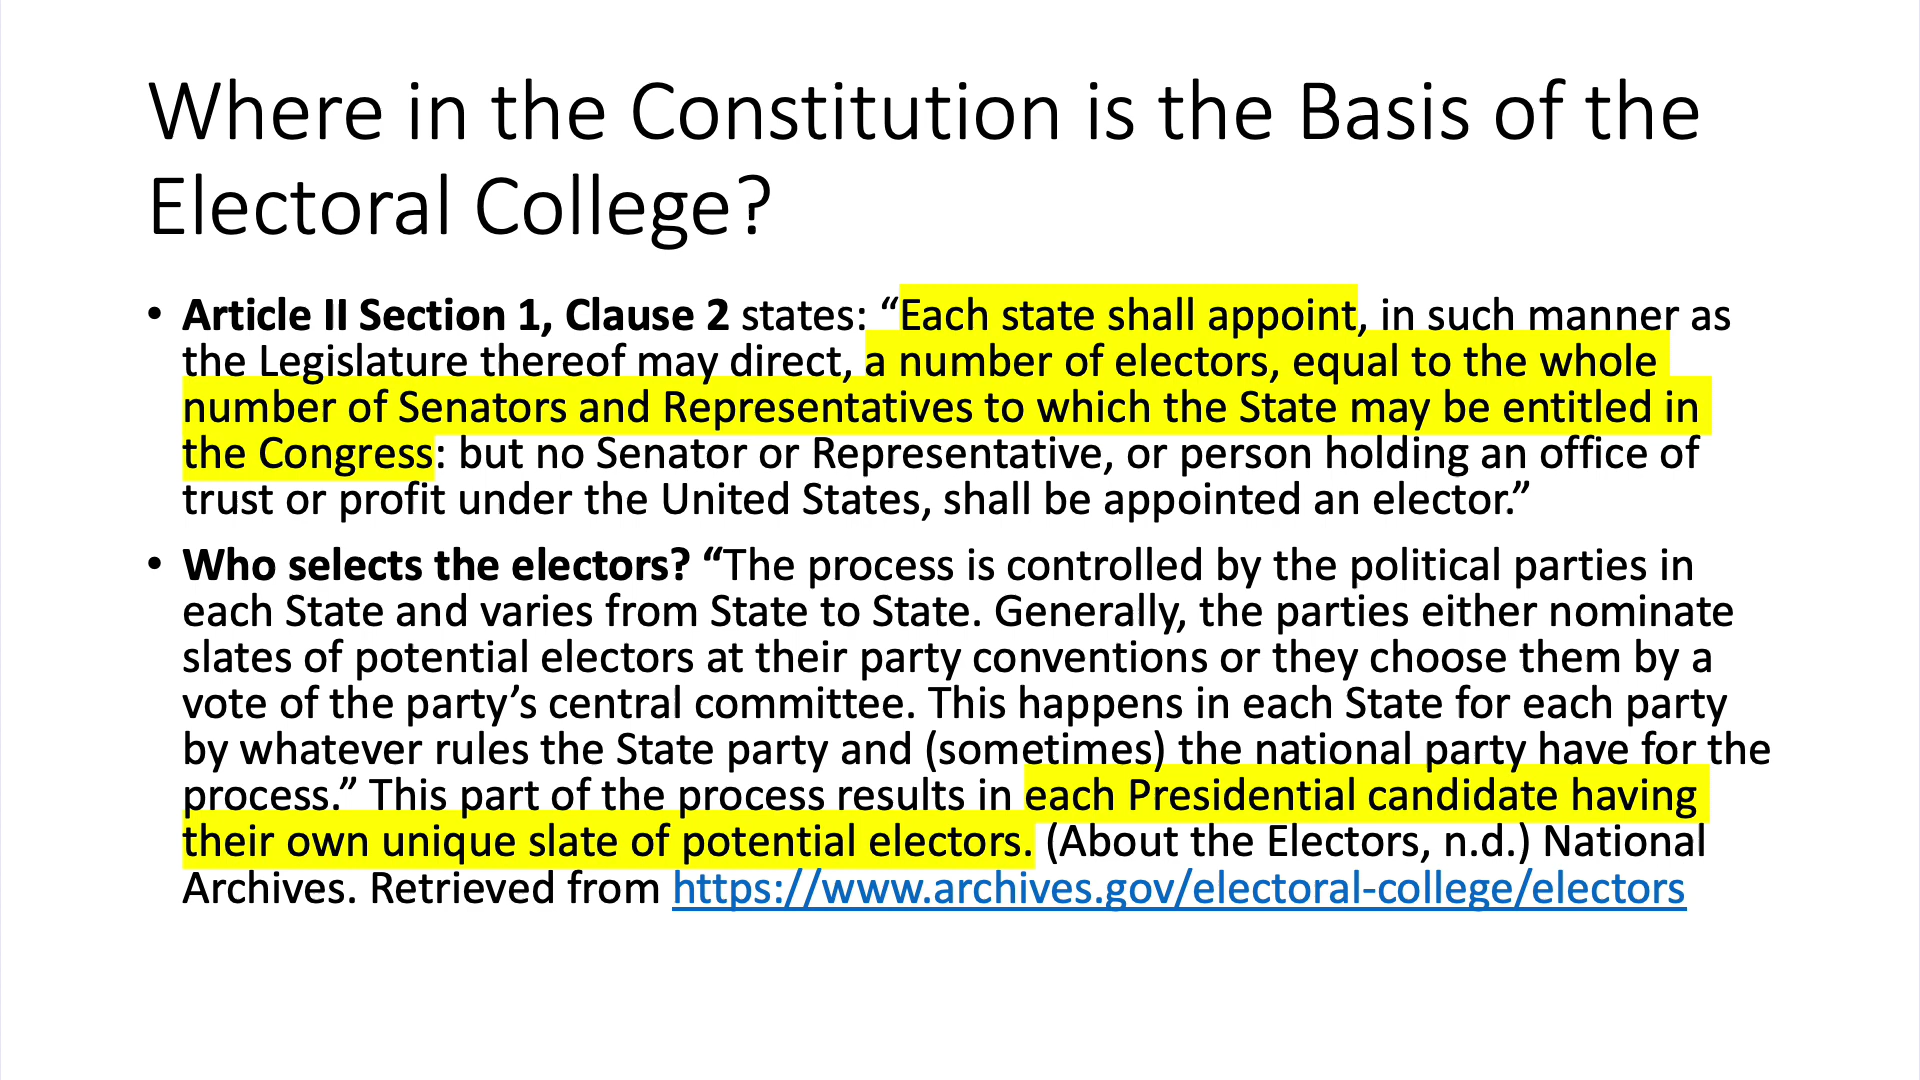 Where in the Constitution is the Basis of the
Electoral College?
• Article II Section 1, Clause 2 states: “Each state shall appoint, in such manner as
the Legislature thereof may direct, a number of electors, equal to the whole
number of Senators and Representatives to which the State may be entitled in
the Congress: but no Senator or Representative, or person holding an office of
trust or profit under the United States, shall be appointed an elector.”
• Who selects the electors? “The process is controlled by the political parties in
each State and varies from State to State. Generally, the parties either nominate
slates of potential electors at their party conventions or they choose them by a
vote of the party’s central committee. This happens in each State for each party
by whatever rules the State party and (sometimes) the national party have for the
process.” This part of the process results in each Presidential candidate having
their own unique slate of potential electors. (About the Electors, n.d.) National
Archives. Retrieved from https://www.archives.gov/electoral-college/electors